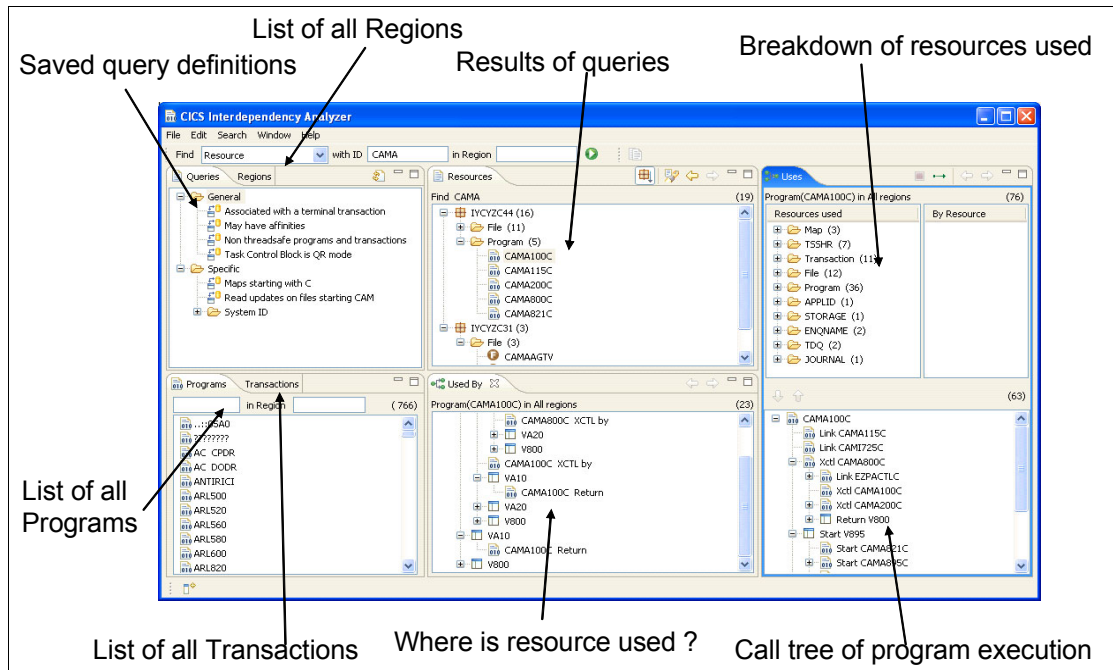 List of all Regions
Saved query definitions
Results of queries
Breakdown of resources used
CICS Interdependency Analyzer
File Edit Search Window Help
Find Resource with ID CAMA in Region
Queries Regions
General
Associated with a terminal transaction
May have affinities
Non threadsafe programs and transactions
Task Control Block is QR mode
Specific
Maps starting with C
Read updates on files starting CAM
System ID
Resources
Find CAMA (19)
IYCYZC44 (16)
File (11)
Program (5)
CAMA100C
CAMA115C
CAMA200C
CAMA800C
CAMA821C
IYCYZC31 (3)
File (3)
CAMAAGTV
Uses
Program(CAMA100C) in All regions (76)
Resources used By Resource
Map (3)
TSSHR (7)
Transaction (11)
File (12)
Program (36)
APPLID (1)
STORAGE (1)
ENQNAME (2)
TDQ (2)
JOURNAL (1)
Programs Transactions
in Region (766)
..::65A0
????????
AC CPDR
AC DODR
ANTIRICI
ARL500
ARL520
ARL560
ARL580
ARL600
ARL820
Used By
Program(CAMA100C) in All regions (23)
CAMA800C XCTL by
VA20
V800
CAMA100C XCTL by
VA10
CAMA100C Return
VA20
V800
VA10
CAMA100C Return
V800
(63)
CAMA100C
Link CAMA115C
Link CAMI725C
Xctl CAMA800C
Link EZPACTLC
Xctl CAMA100C
Xctl CAMA200C
Return V800
Start V895
Start CAMA821C
Start CAMA895C
List of all
Programs
List of all Transactions
Where is resource used ?
Call tree of program execution